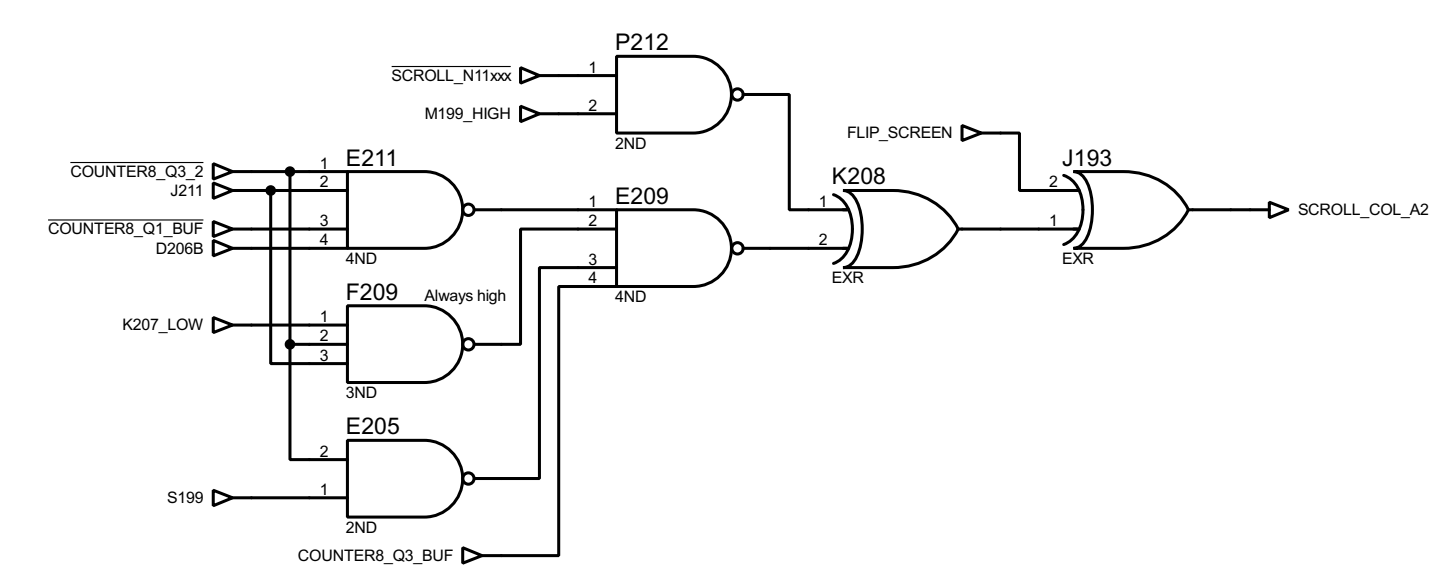 P212
SCROLL_N11xxx
1
M199_HIGH
2
2ND
FLIP_SCREEN
2
J193
1
EXR
SCROLL_COL_A2
COUNTER8_Q3_2
1
E211
J211
2
COUNTER8_Q1_BUF
3
D206B
4
4ND
K208
1
2
EXR
E209
1
2
3
4
4ND
F209
Always high
K207_LOW
1
2
3
3ND
E205
2
S199
1
2ND
COUNTER8_Q3_BUF